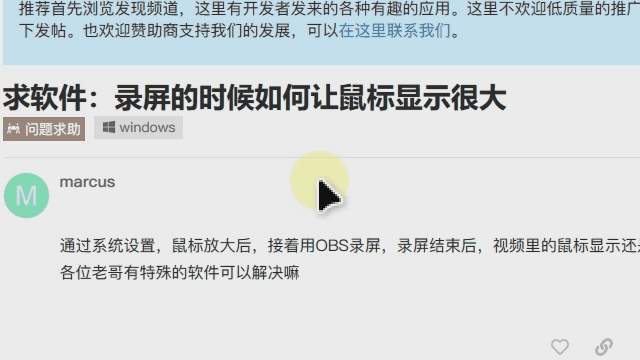 推荐首先浏览发现频道，这里有开发者发来的各种有趣的应用。这里不欢迎低质量的推广
下发帖。也欢迎赞助商支持我们的发展，可以在这里联系我们。
求软件：录屏的时候如何让鼠标显示很大
问题求助 windows
M marcus
通过系统设置，鼠标放大后，接着用OBS录屏，录屏结束后，视频里的鼠标显示还
各位老哥有特殊的软件可以解决嘛